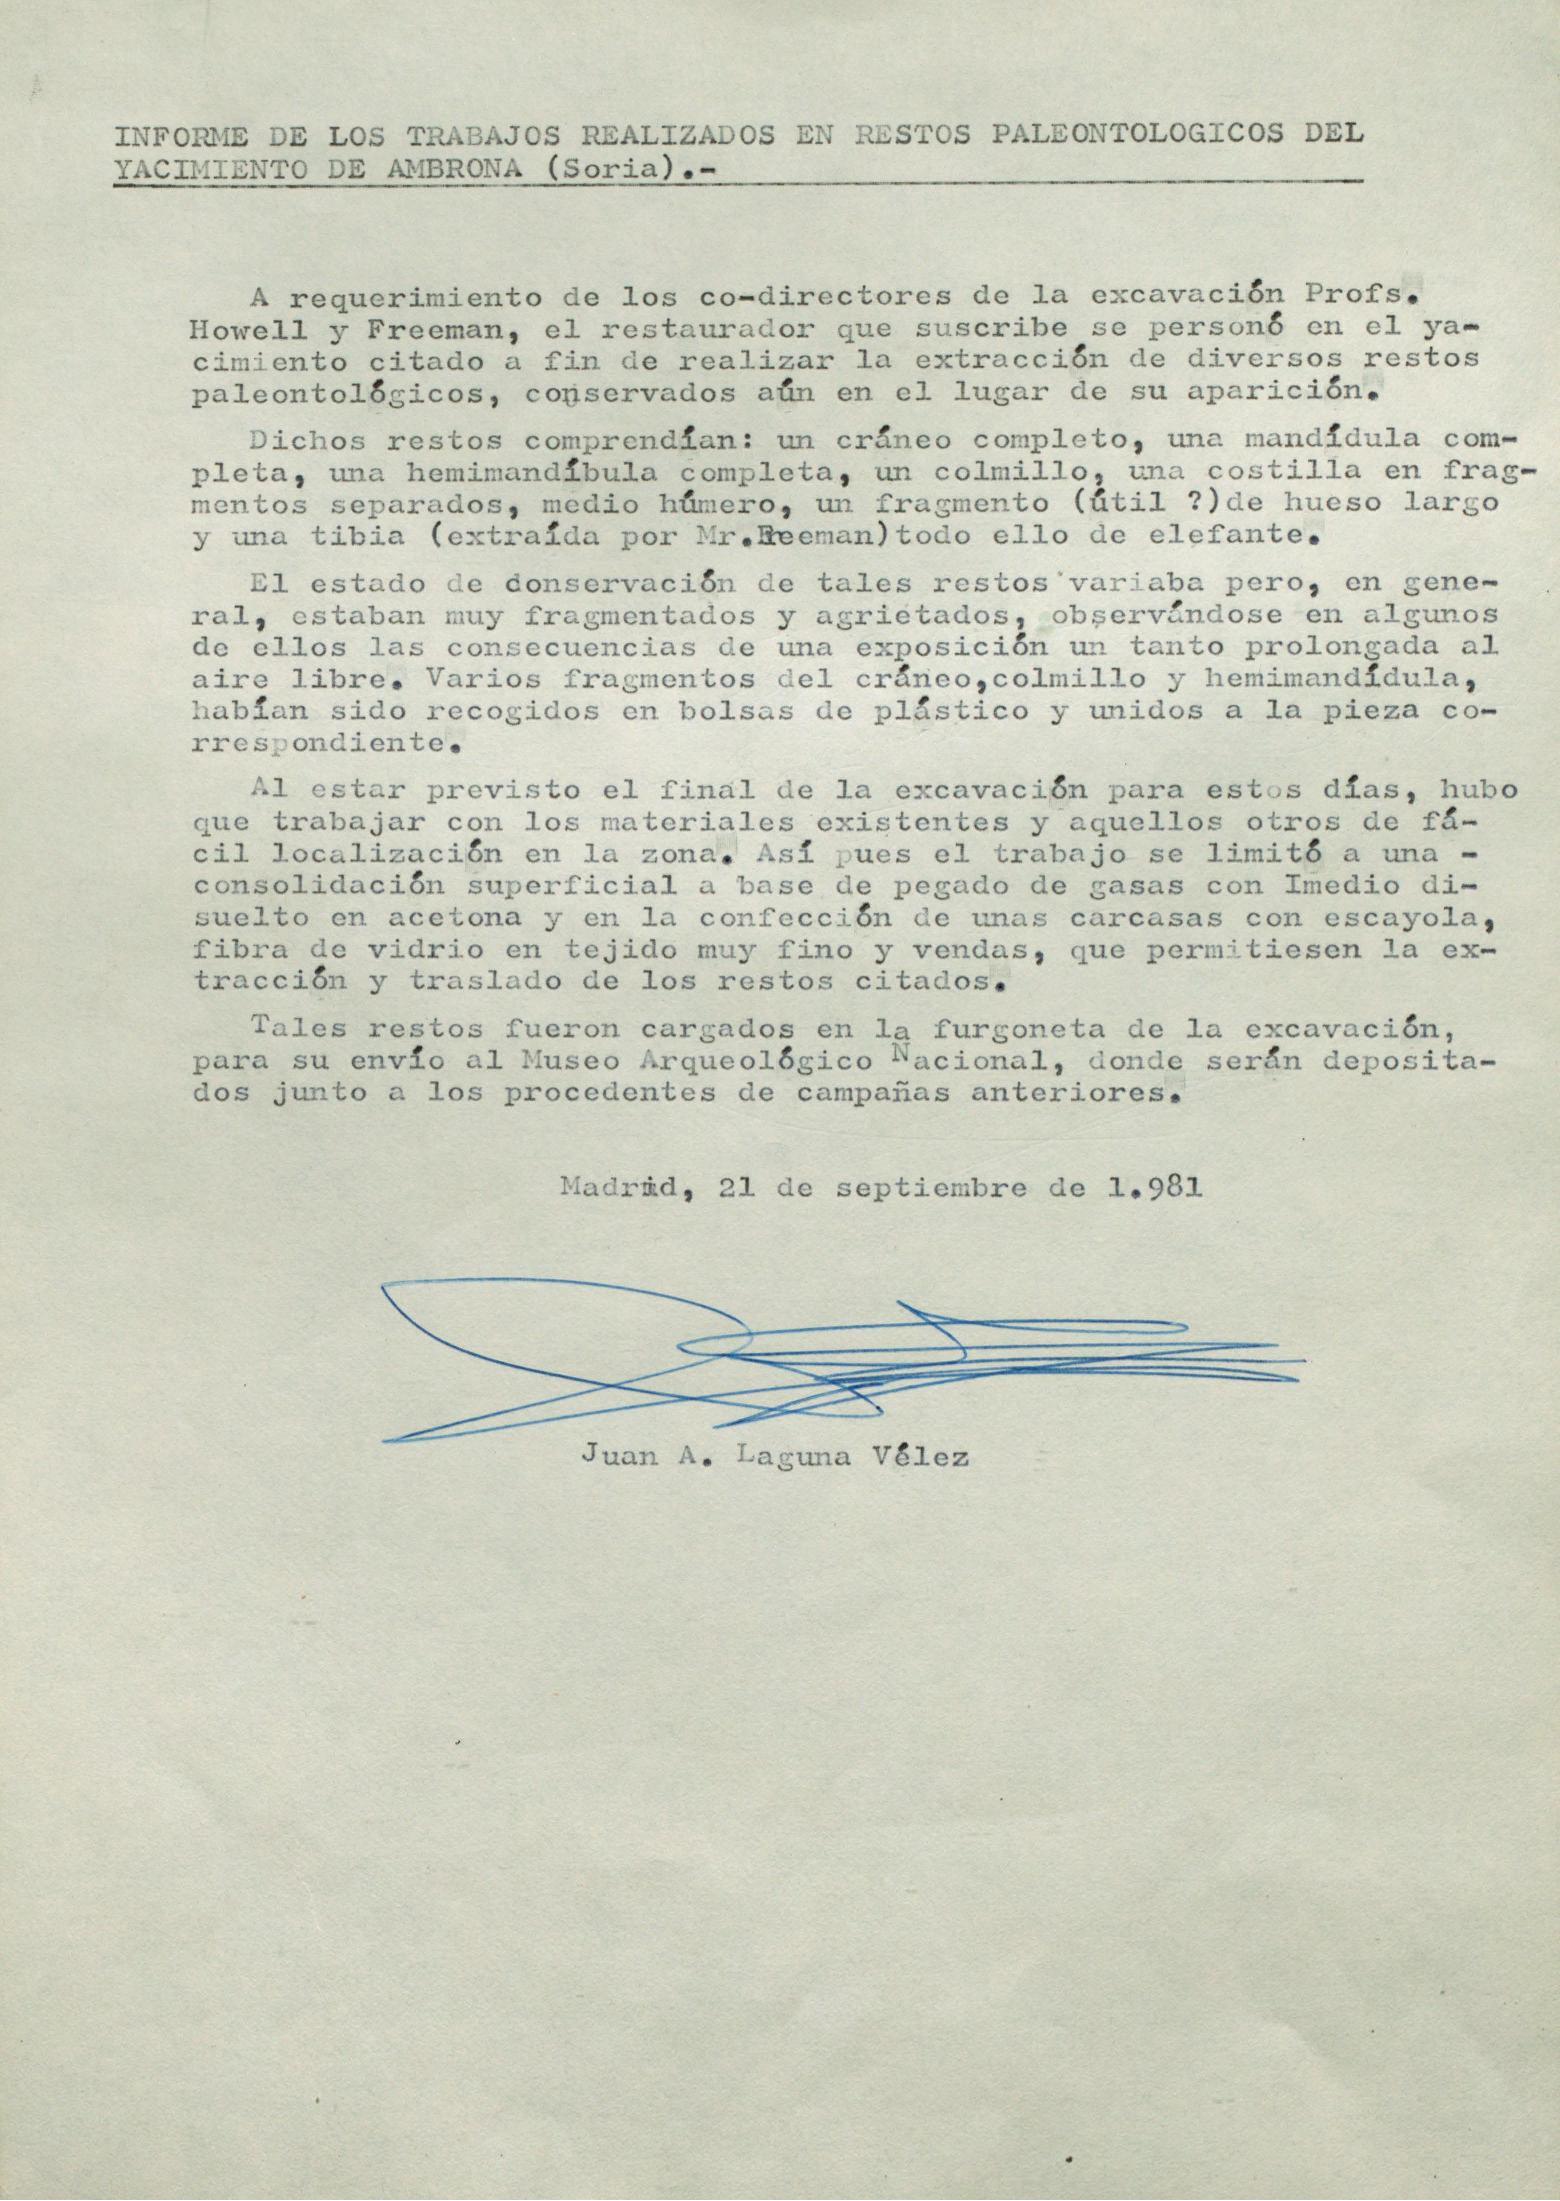 INFORME DE LOS TRABAJOS REALIZADOS EN RESTOS PALEONTOLOGICOS DEL
YACIMIENTO DE AMBRONA (Soria).-
A requerimiento de los co-directores de la excavación Profs.
Howell y Freeman, el restaurador que suscribe se personó en el ya-
cimiento citado a fin de realizar la extracción de diversos restos
paleontológicos, conservados aún en el lugar de su aparición.
Dichos restos comprendían: un cráneo completo, una mandídula com-
pleta, una hemimandíbula completa, un colmillo, una costilla en frag-
mentos separados, medio húmero, un fragmento (útil ?)de hueso largo
y una tibia (extraída por Mr.Freeman)todo ello de elefante.
El estado de donservación de tales restos variaba pero, en gene-
ral, estaban muy fragmentados y agrietados, observándose en algunos
de ellos las consecuencias de una exposición un tanto prolongada al
aire libre. Varios fragmentos del cráneo,colmillo y hemimandídula,
habían sido recogidos en bolsas de plástico y unidos a la pieza co-
rrespondiente.
Al estar previsto el final de la excavación para estos días, hubo
que trabajar con los materiales existentes y aquellos otros de fá-
cil localización en la zona. Así pues el trabajo se limitó a una -
consolidación superficial a base de pegado de gasas con Imedio di-
suelto en acetona y en la confección de unas carcasas con escayola,
fibra de vidrio en tejido muy fino y vendas, que permitiesen la ex-
tracción y traslado de los restos citados.
Tales restos fueron cargados en la furgoneta de la excavación,
para su envío al Museo Arqueológico Nacional, donde serán deposita-
dos junto a los procedentes de campañas anteriores.
Madrid, 21 de septiembre de 1.981
Juan A. Laguna Vélez